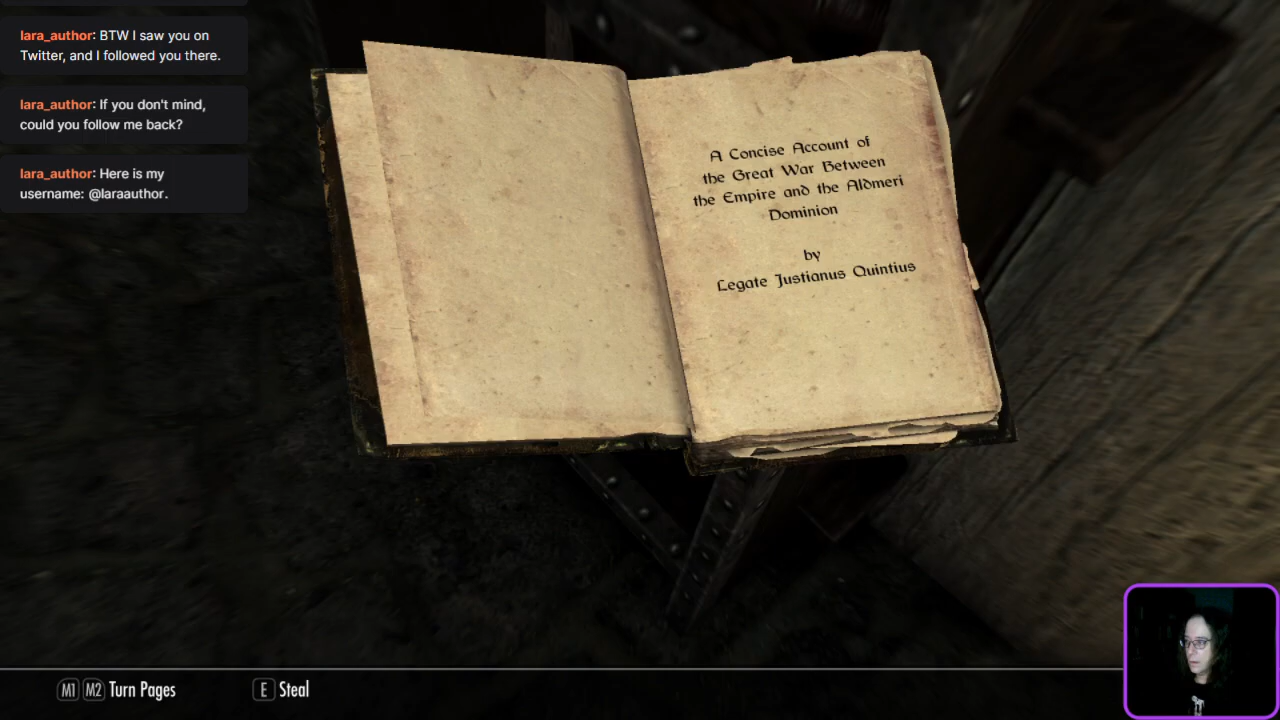 lara_author: BTW I saw you on
Twitter, and I followed you there.
lara_author: If you don't mind,
could you follow me back?
lara_author: Here is my
username: @laraauthor.
A Concise Account of
the Great War Between
the Empire and the Aldmeri
Dominion
by
Legate Justianus Quintius
M1 M2 Turn Pages
E Steal